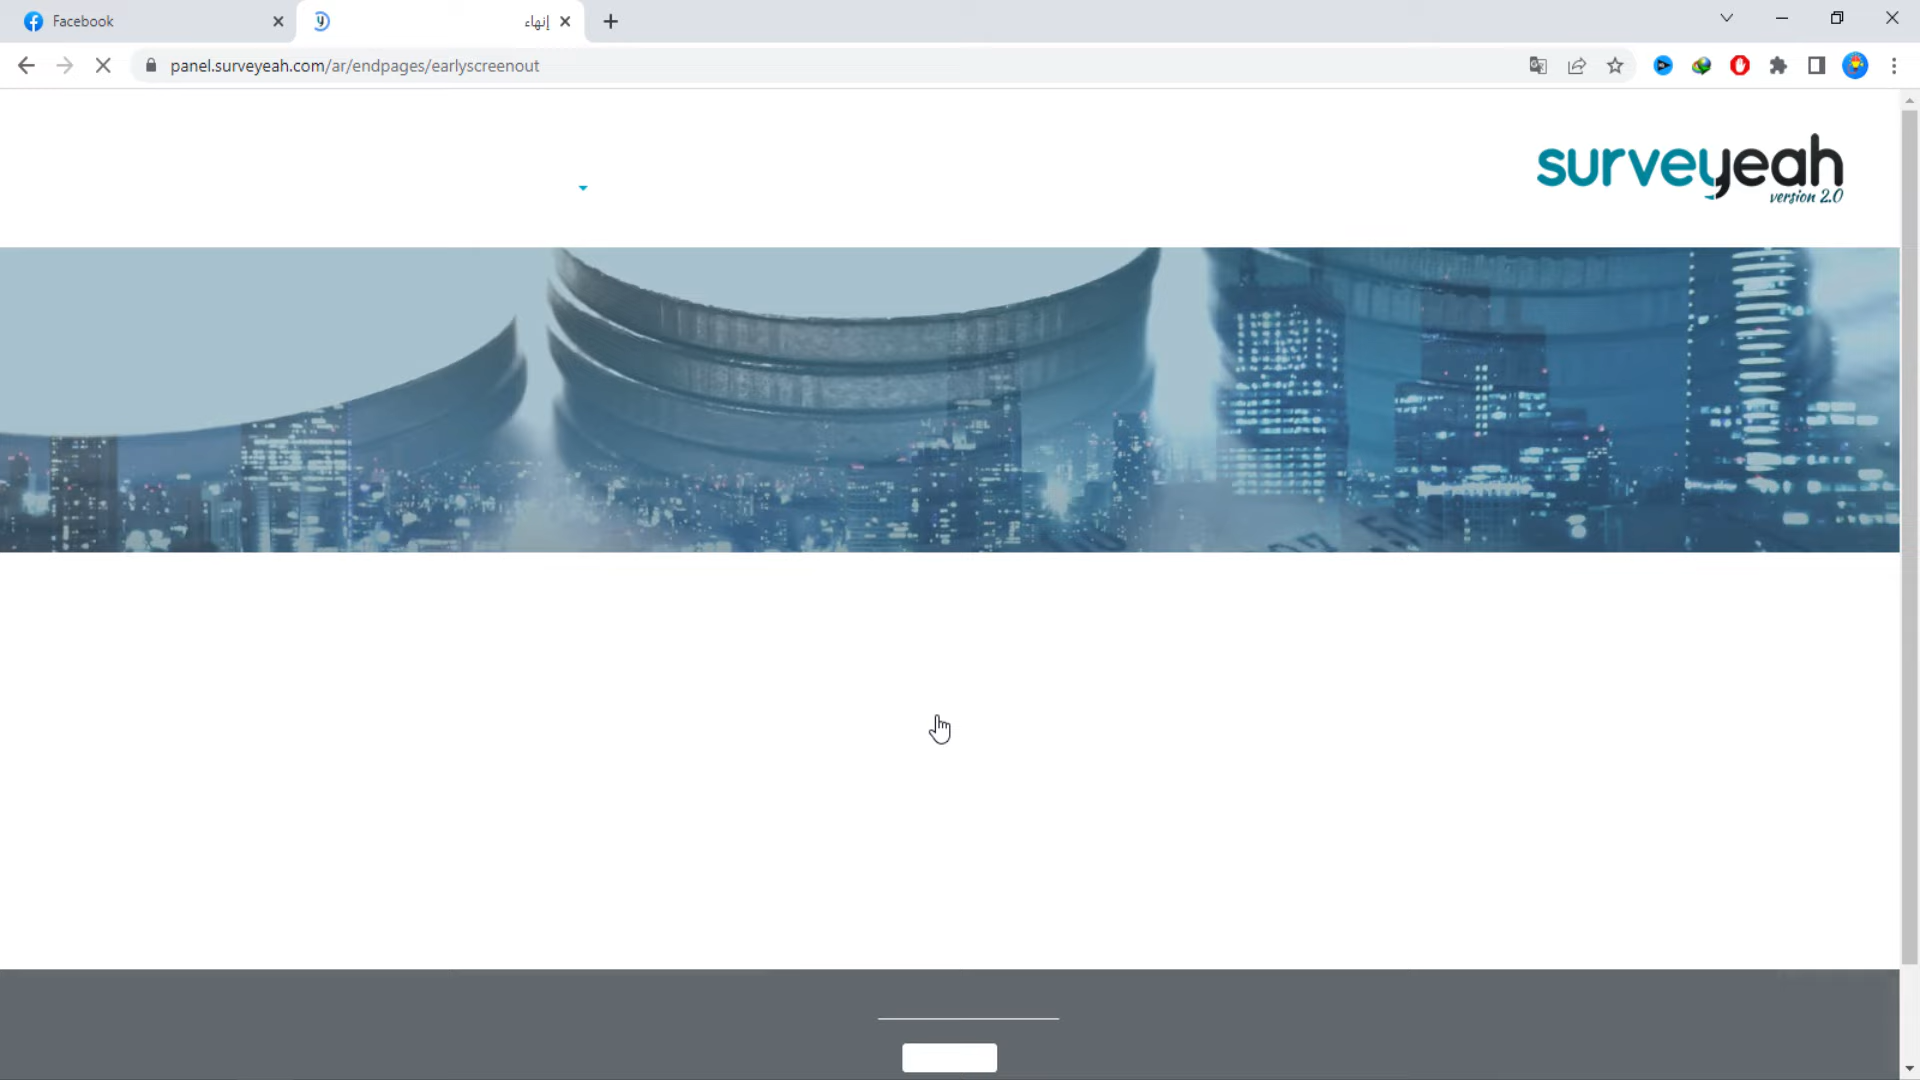 Facebook
إنهاء
panel.surveyeah.com/ar/endpages/earlyscreenout
surveyeah
version 2.0